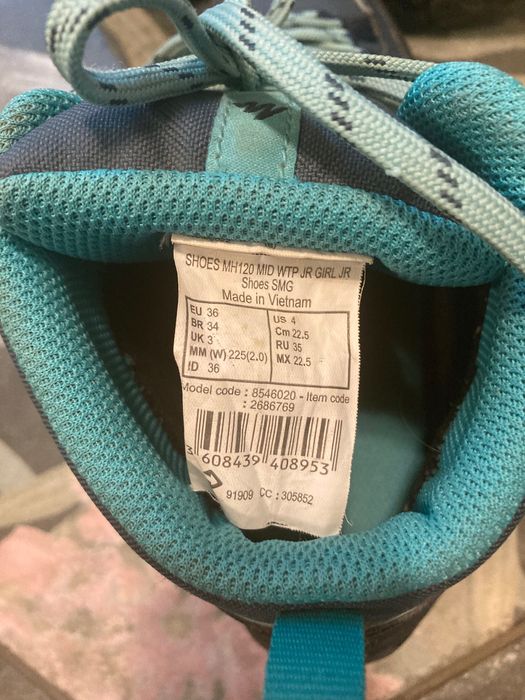 SHOES MH120 MID WTP JR GIRL JR
Shoes SMG
Made in Vietnam
EU 36 US 4
BR 34 Cm 22.5
UK 3 RU 35
MM (W) 225(2.0) MX 22.5
ID 36
Model code : 8546020 - Item code
: 2686769
3 608439 408953
91909 CC : 305852